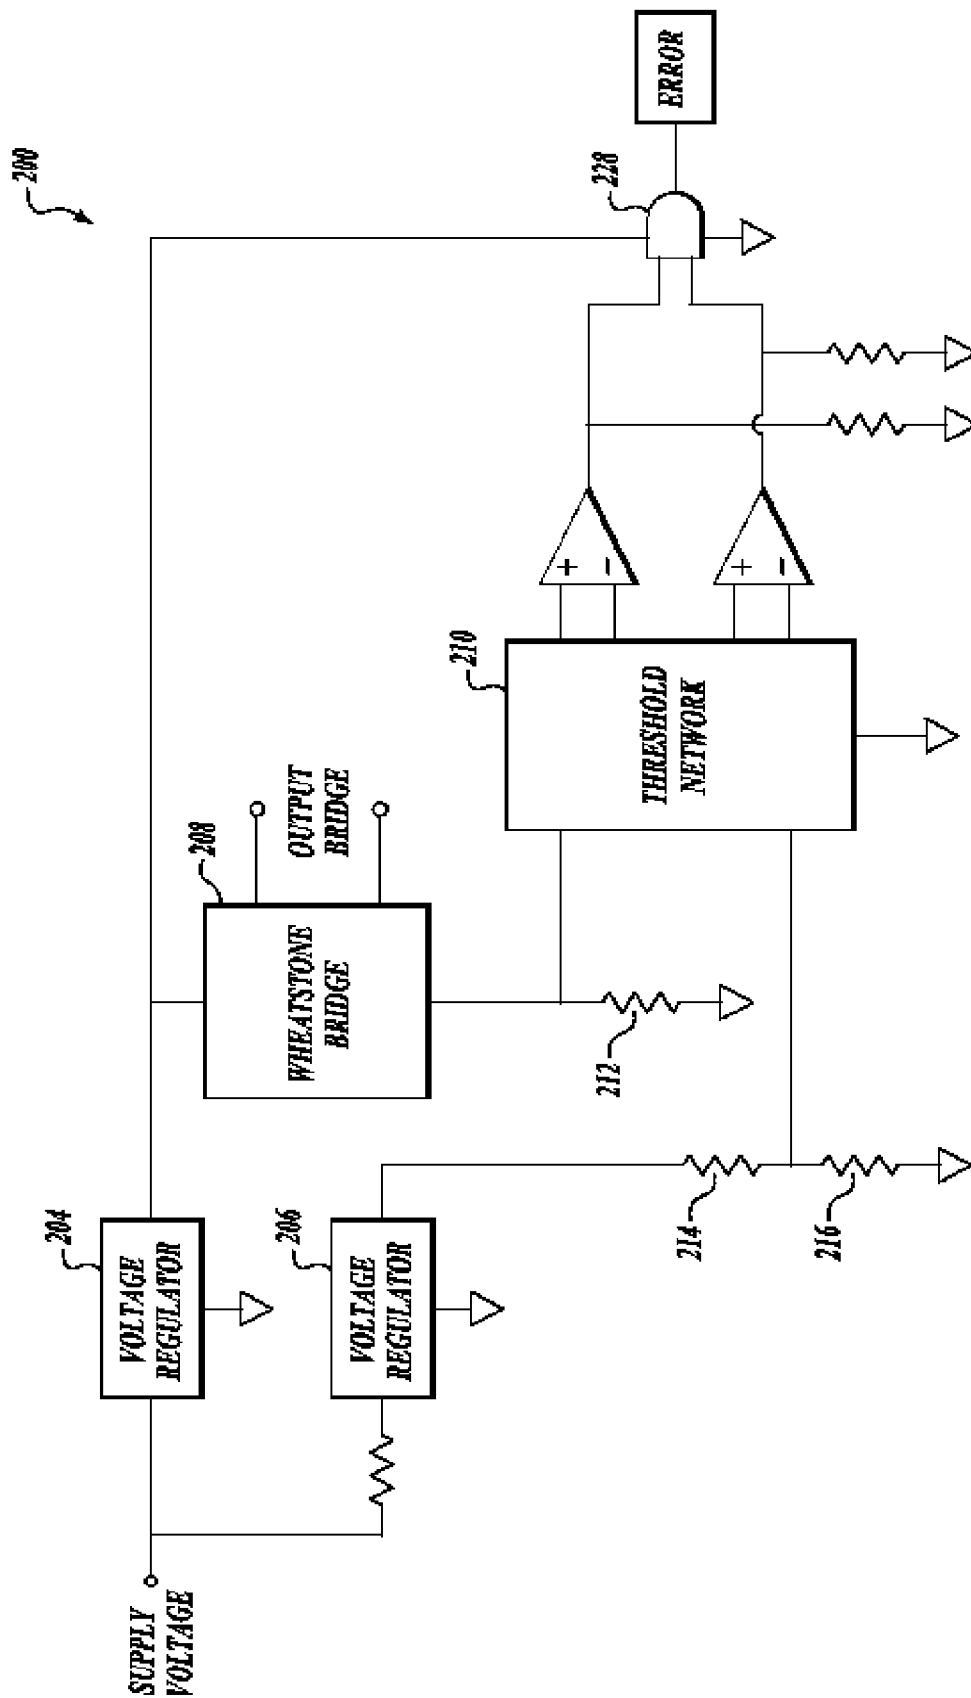 200
SUPPLY
VOLTAGE
204
VOLTAGE
REGULATOR
206
VOLTAGE
REGULATOR
208
WHEATSTONE
BRIDGE
OUTPUT
BRIDGE
212
214
216
210
THRESHOLD
NETWORK
+
−
+
−
228
ERROR